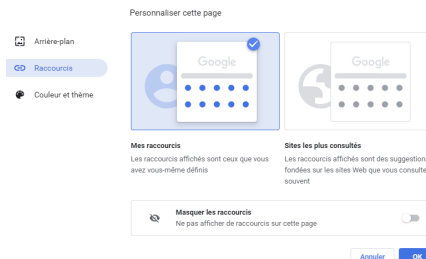 Personnaliser cette page
Arrière-plan
Raccourcis
Couleur et thème
Google
Google
Mes raccourcis
Les raccourcis affichés sont ceux que vous
avez vous-même définis
Sites les plus consultés
Les raccourcis affichés sont des suggestion
fondées sur les sites Web que vous consulte
souvent
Masquer les raccourcis
Ne pas afficher de raccourcis sur cette page
Annuler
OK